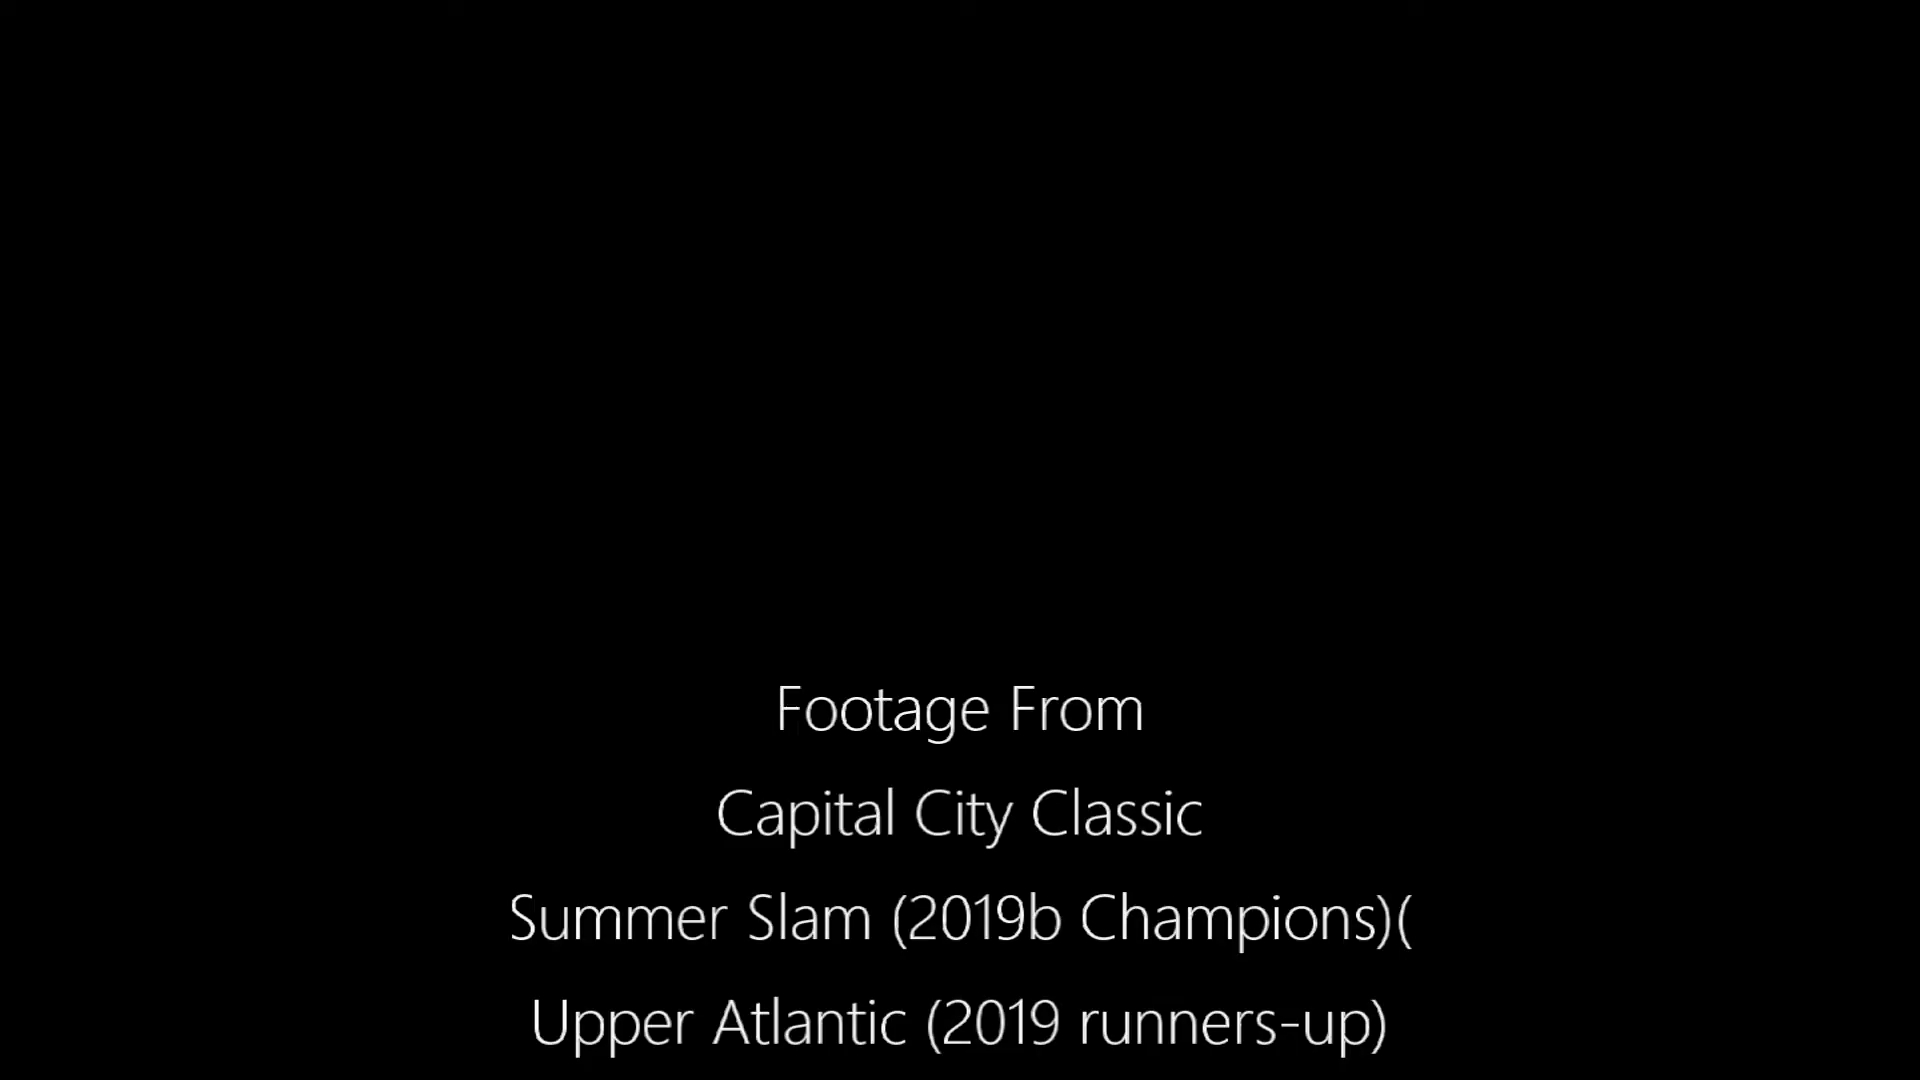 Footage From
Capital City Classic
Summer Slam (2019b Champions)(
Upper Atlantic (2019 runners-up)